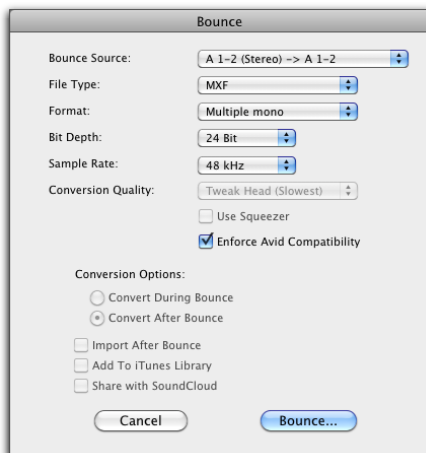 Bounce
Bounce Source: A 1-2 (Stereo) -> A 1-2
File Type: MXF
Format: Multiple mono
Bit Depth: 24 Bit
Sample Rate: 48 kHz
Conversion Quality: Tweak Head (Slowest)
Use Squeezer
Enforce Avid Compatibility
Conversion Options:
Convert During Bounce
Convert After Bounce
Import After Bounce
Add To iTunes Library
Share with SoundCloud
Cancel Bounce...